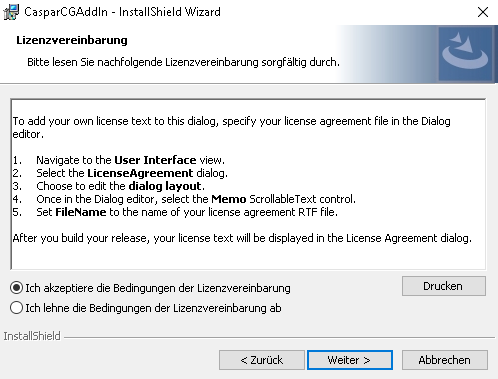 CasparCGAddIn - InstallShield Wizard
Lizenzvereinbarung
Bitte lesen Sie nachfolgende Lizenzvereinbarung sorgfältig durch.
To add your own license text to this dialog, specify your license agreement file in the Dialog
editor.
1. Navigate to the User Interface view.
2. Select the LicenseAgreement dialog.
3. Choose to edit the dialog layout.
4. Once in the Dialog editor, select the Memo ScrollableText control.
5. Set FileName to the name of your license agreement RTF file.
After you build your release, your license text will be displayed in the License Agreement dialog.
Ich akzeptiere die Bedingungen der Lizenzvereinbarung
Drucken
Ich lehne die Bedingungen der Lizenzvereinbarung ab
InstallShield
< Zurück
Weiter >
Abbrechen